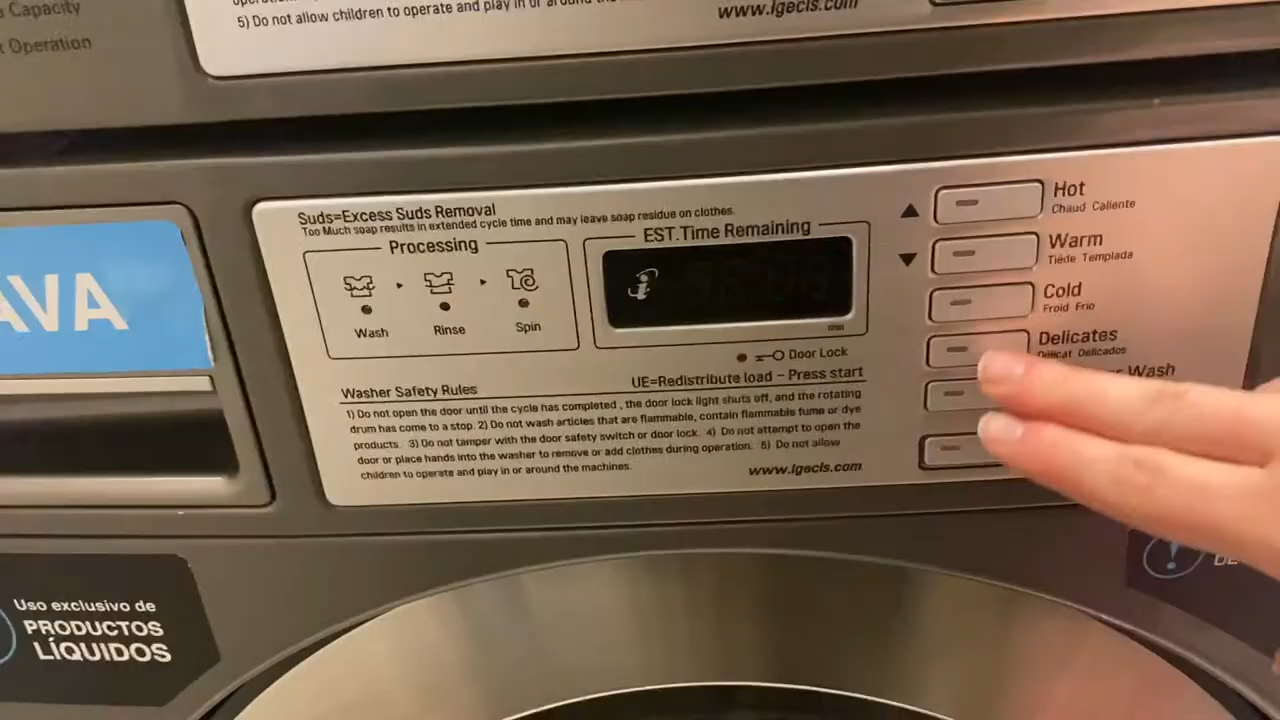 Capacity
Operation
5) Do not allow children to operate and play in or around the
www.lgecls.com
AVA
Suds=Excess Suds Removal
Too Much soap results in extended cycle time and may leave soap residue on clothes.
Processing
Wash
Rinse
Spin
EST.Time Remaining
min
Door Lock
UE=Redistribute load – Press start
Washer Safety Rules
1) Do not open the door until the cycle has completed , the door lock light shuts off, and the rotating
drum has come to a stop. 2) Do not wash articles that are flammable, contain flammable fume or dye
products. 3) Do not tamper with the door safety switch or door lock. 4) Do not attempt to open the
door or place hands into the washer to remove or add clothes during operation. 5) Do not allow
children to operate and play in or around the machines.
www.lgecls.com
Hot
Chaud Caliente
Warm
Tiède Templada
Cold
Froid Frio
Delicates
Délicat Delicados
Wash
Uso exclusivo de
PRODUCTOS
LÍQUIDOS